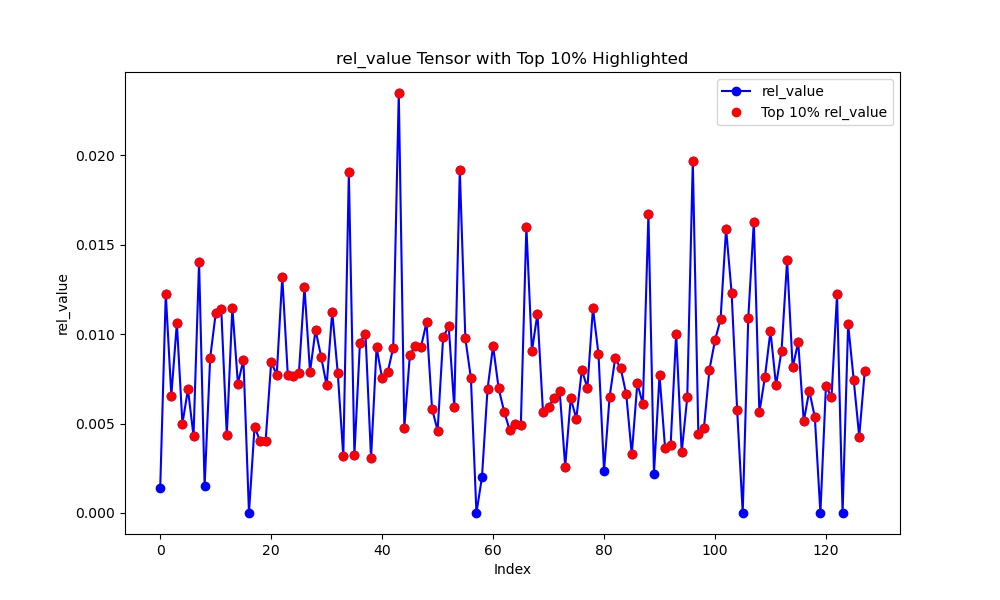 rel_value Tensor with Top 10% Highlighted
rel_value
Top 10% rel_value
0.020
0.015
0.010
0.005
0.000
rel_value
0 20 40 60 80 100 120
Index